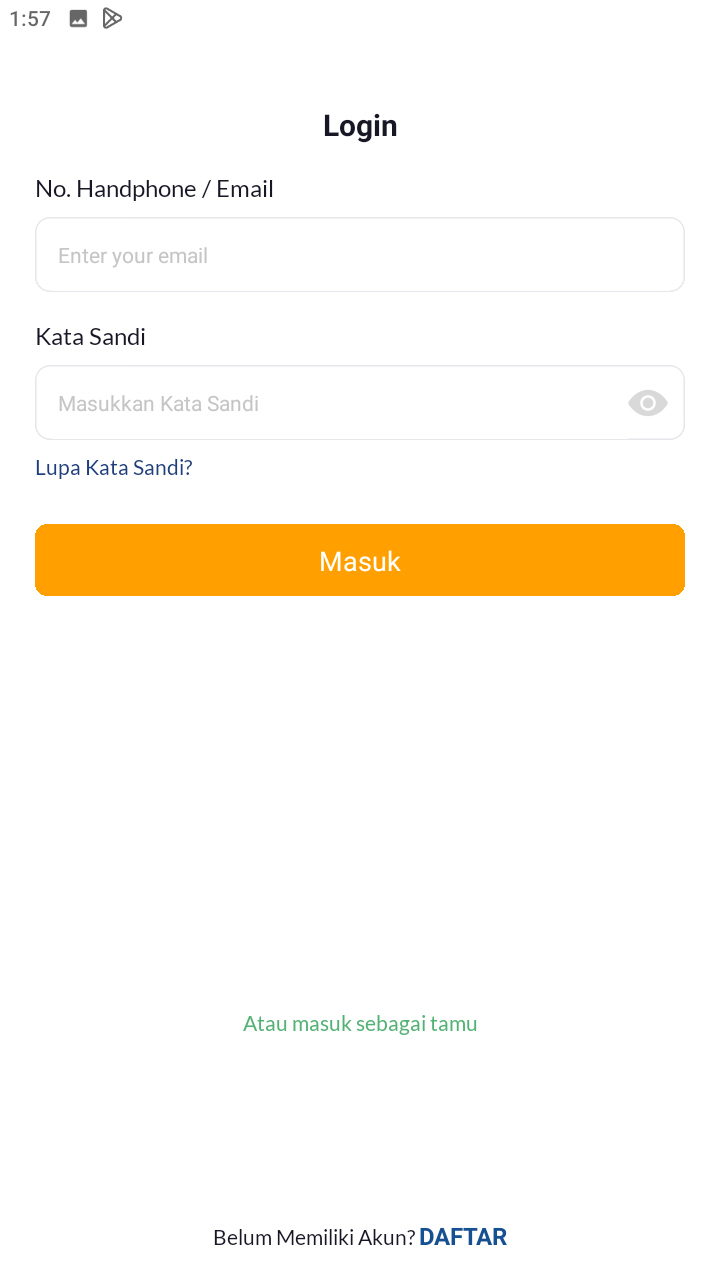 1:57
Login
No. Handphone / Email
Enter your email
Kata Sandi
Masukkan Kata Sandi
Lupa Kata Sandi?
Masuk
Atau masuk sebagai tamu
Belum Memiliki Akun? DAFTAR